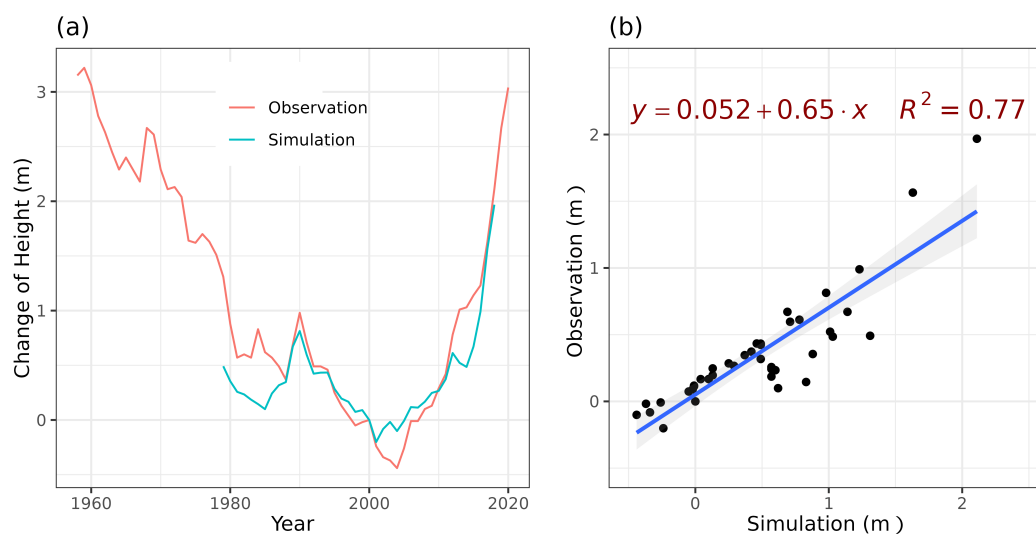 (a)
Change of Height (m)
3
2
1
0
Observation
Simulation
1960
1980
2000
2020
Year
(b)
Observation (m )
2
1
0
y = 0.052 + 0.65 · x R² = 0.77
0
1
2
Simulation (m )